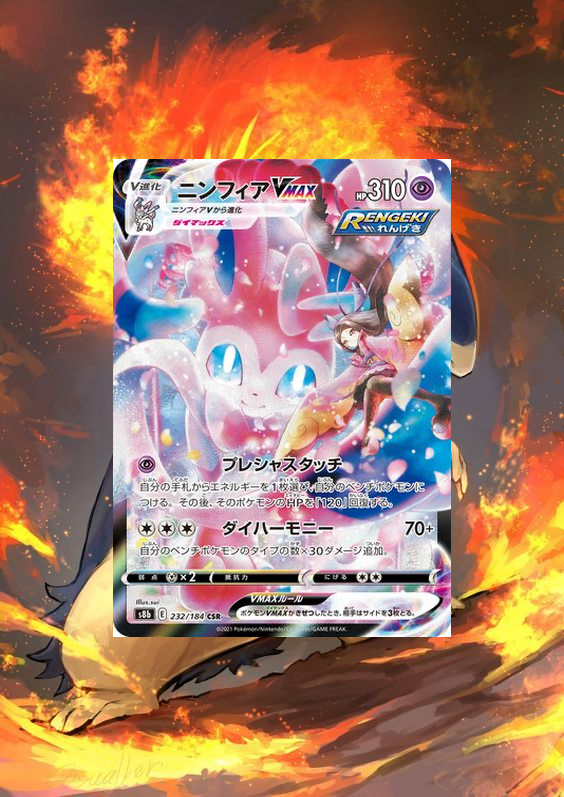 V進化
ニンフィアVMAX
HP310
ニンフィアVから進化
ダイマックス
RENGEKI
れんげき
プレシャスタッチ
自分の手札からエネルギーを1枚選び、自分のベンチポケモンに
つける。その後、そのポケモンのHPを「120」回復する。
ダイハーモニー 70+
自分のベンチポケモンのタイプの数×30ダメージ追加。
弱点 ×2 抵抗力 にげる
VMAXルール
ポケモンVMAXがきぜつしたとき、相手はサイドを3枚とる。
Illus.sui
s8b E 232/184 CSR
©2021 Pokémon/Nintendo/Creatures/GAME FREAK.